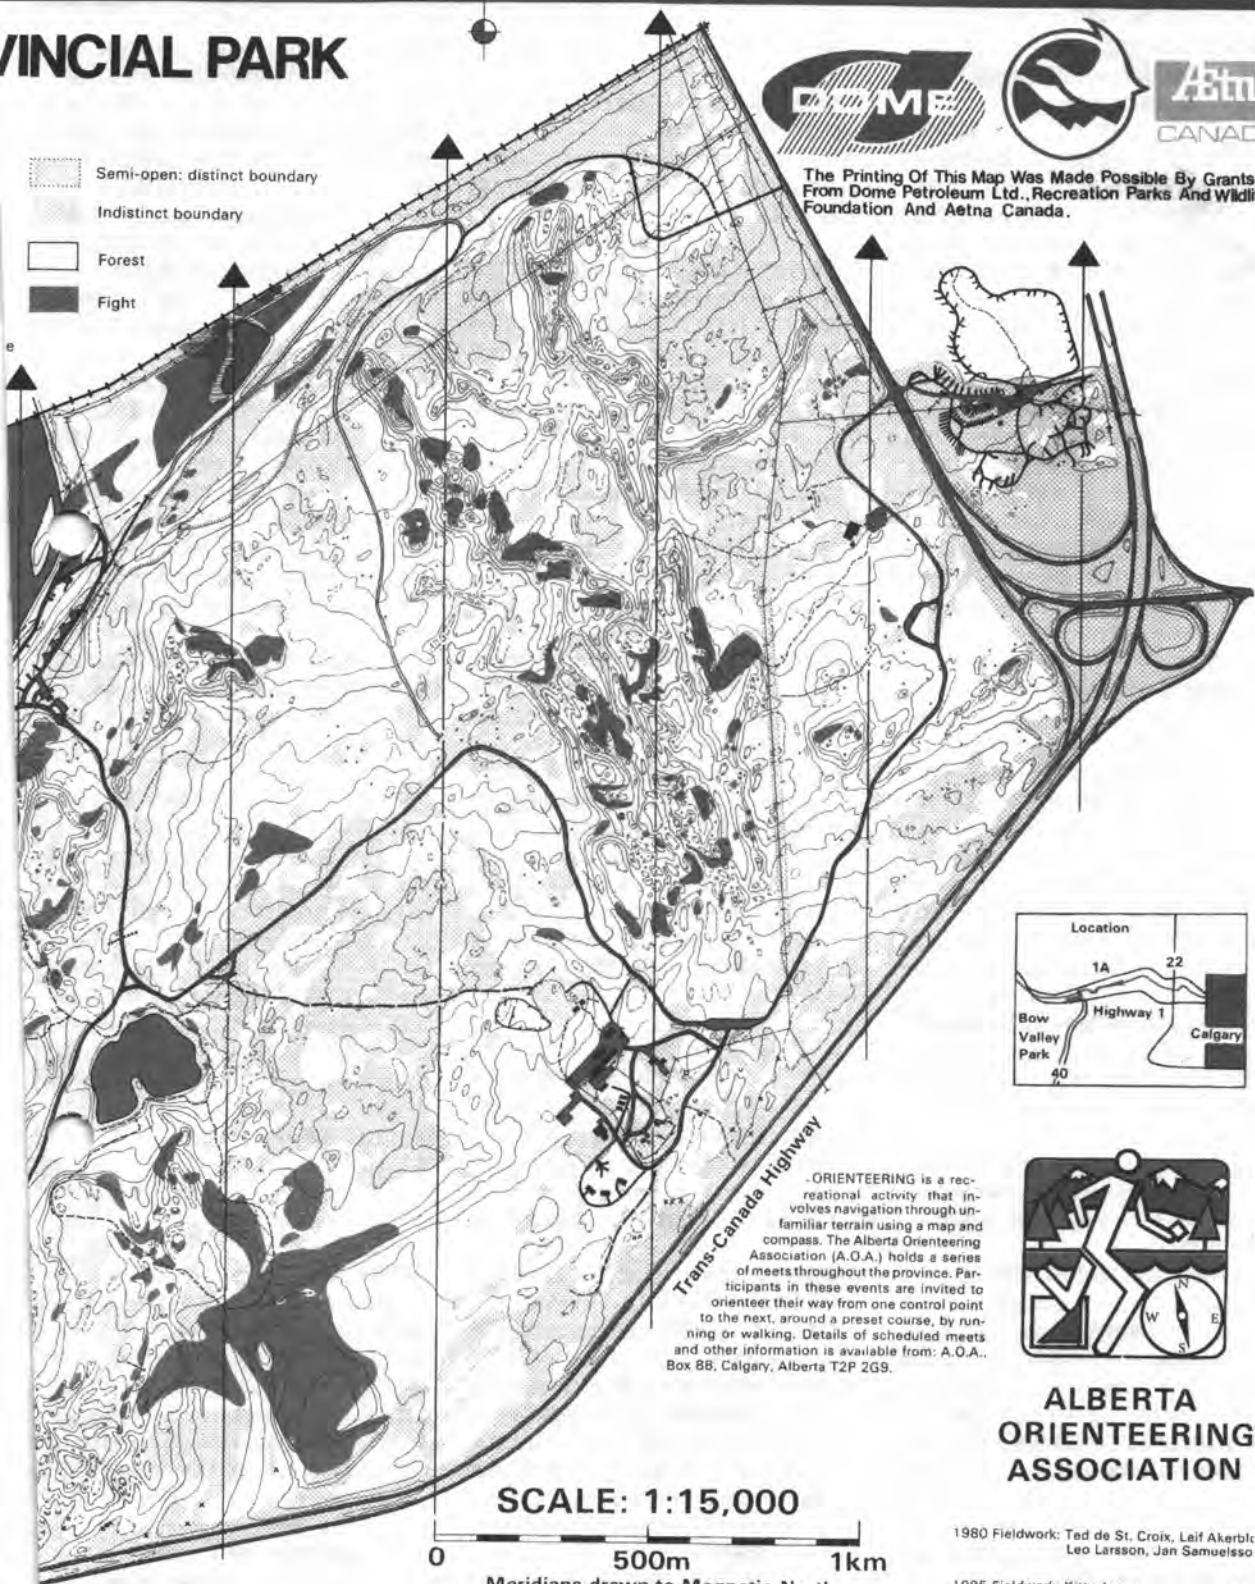 VINCIAL PARK
Semi-open: distinct boundary
Indistinct boundary
Forest
Fight
e
DOME
CANAD
The Printing Of This Map Was Made Possible By Grants
From Dome Petroleum Ltd., Recreation Parks And Wildli
Foundation And Aetna Canada.
Location
1A
22
Highway 1
Bow
Valley
Park
Calgary
40
Trans-Canada Highway
ORIENTEERING is a rec-
reational activity that in-
volves navigation through un-
familiar terrain using a map and
compass. The Alberta Orienteering
Association (A.O.A.) holds a series
of meets throughout the province. Par-
ticipants in these events are invited to
orienteer their way from one control point
to the next, around a preset course, by run-
ning or walking. Details of scheduled meets
and other information is available from: A.O.A.,
Box 88, Calgary, Alberta T2P 2G9.
N
W
E
S
ALBERTA
ORIENTEERING
ASSOCIATION
SCALE: 1:15,000
0 500m 1km
1980 Fieldwork: Ted de St. Croix, Leif
Leo Larsson, Jan Samuelsso
Meridians drawn to Magnetic North